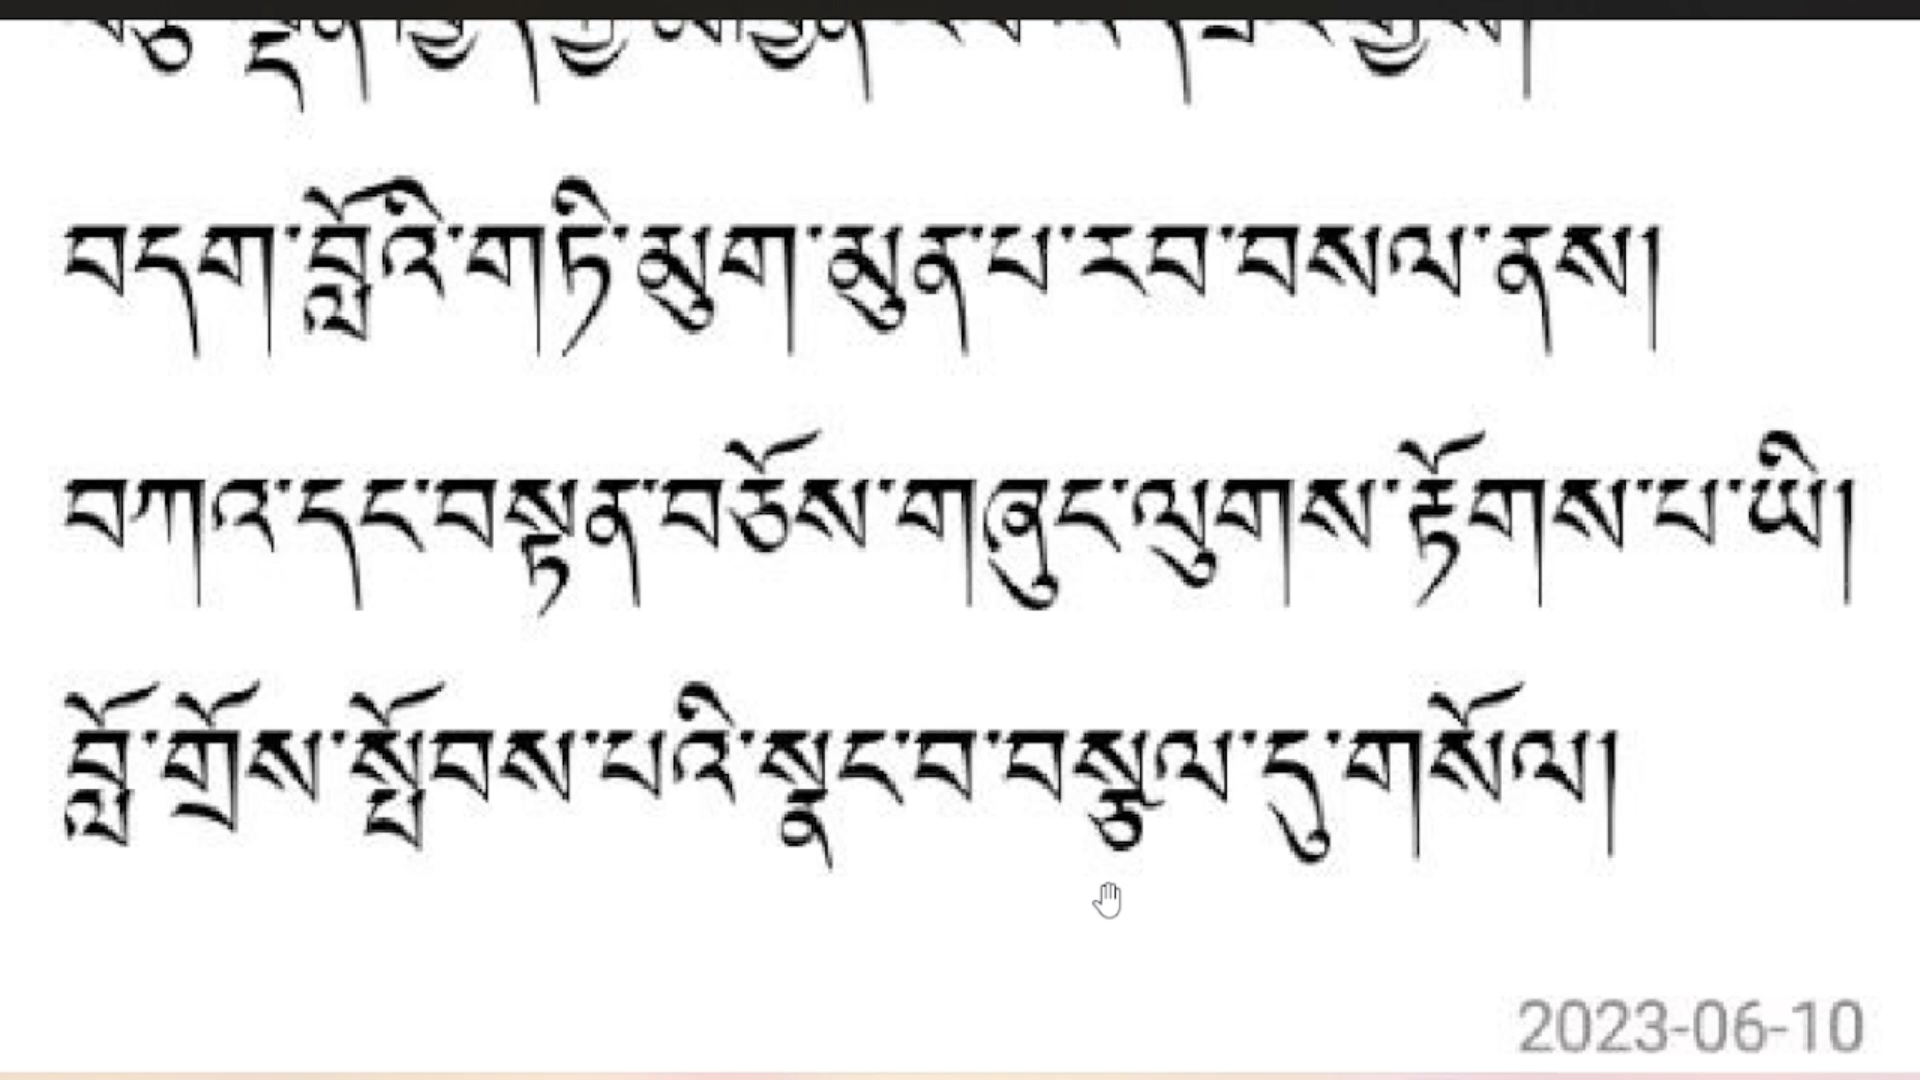 བདག་བློའི་གཏི་མུག་མུན་པ་རབ་བསལ་ནས།
བཀའ་དང་བསྟན་བཅོས་གཞུང་ལུགས་རྟོགས་པ་ཡི།
བློ་གྲོས་སྤོབས་པའི་སྣང་བ་བསྩལ་དུ་གསོལ།
2023-06-10